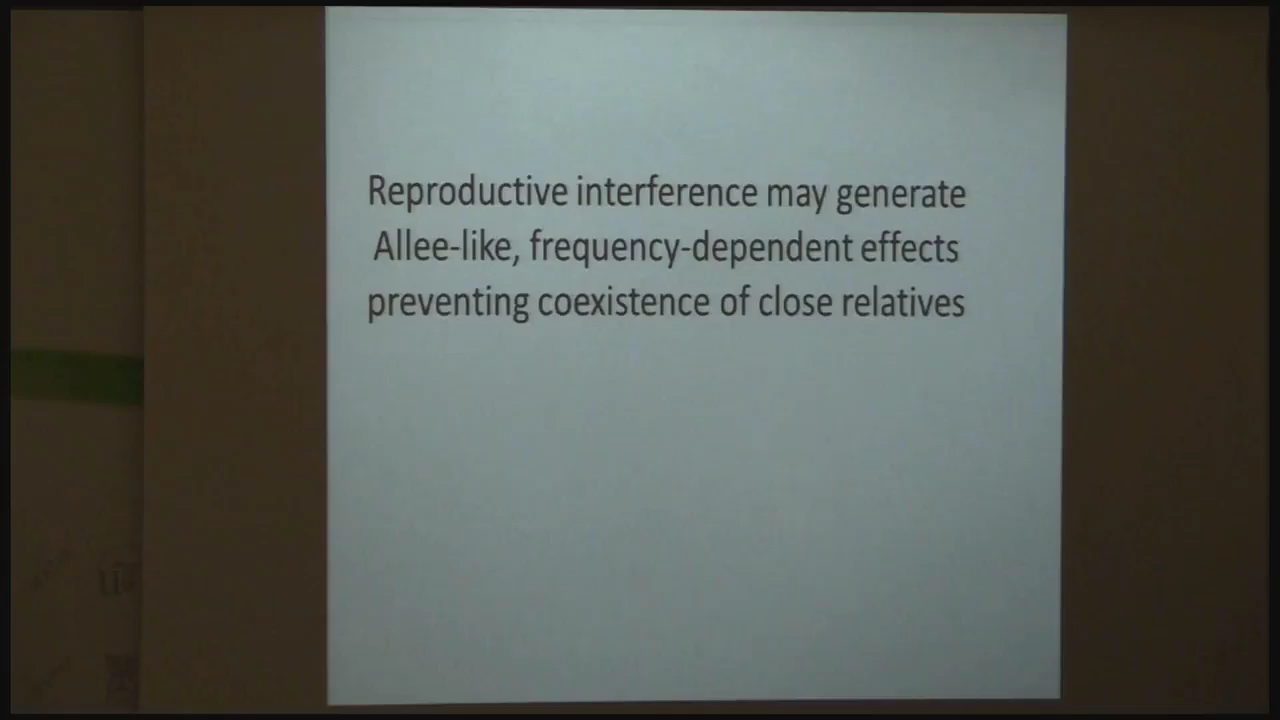 Reproductive interference may generate
Allee-like, frequency-dependent effects
preventing coexistence of close relatives